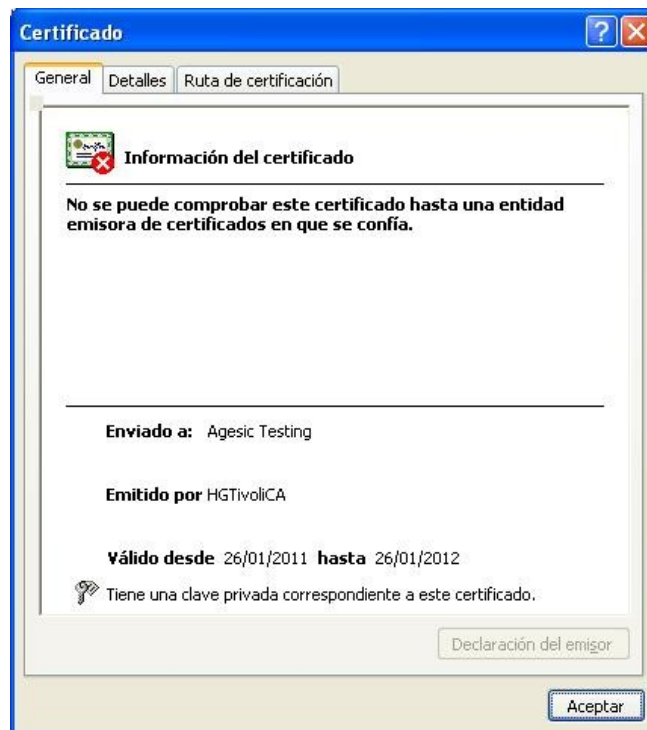 Certificado
General Detalles Ruta de certificación
Información del certificado
No se puede comprobar este certificado hasta una entidad
emisora de certificados en que se confía.
Enviado a: Agesic Testing
Emitido por HGTivoliCA
Válido desde 26/01/2011 hasta 26/01/2012
Tiene una clave privada correspondiente a este certificado.
Declaración del emisor
Aceptar